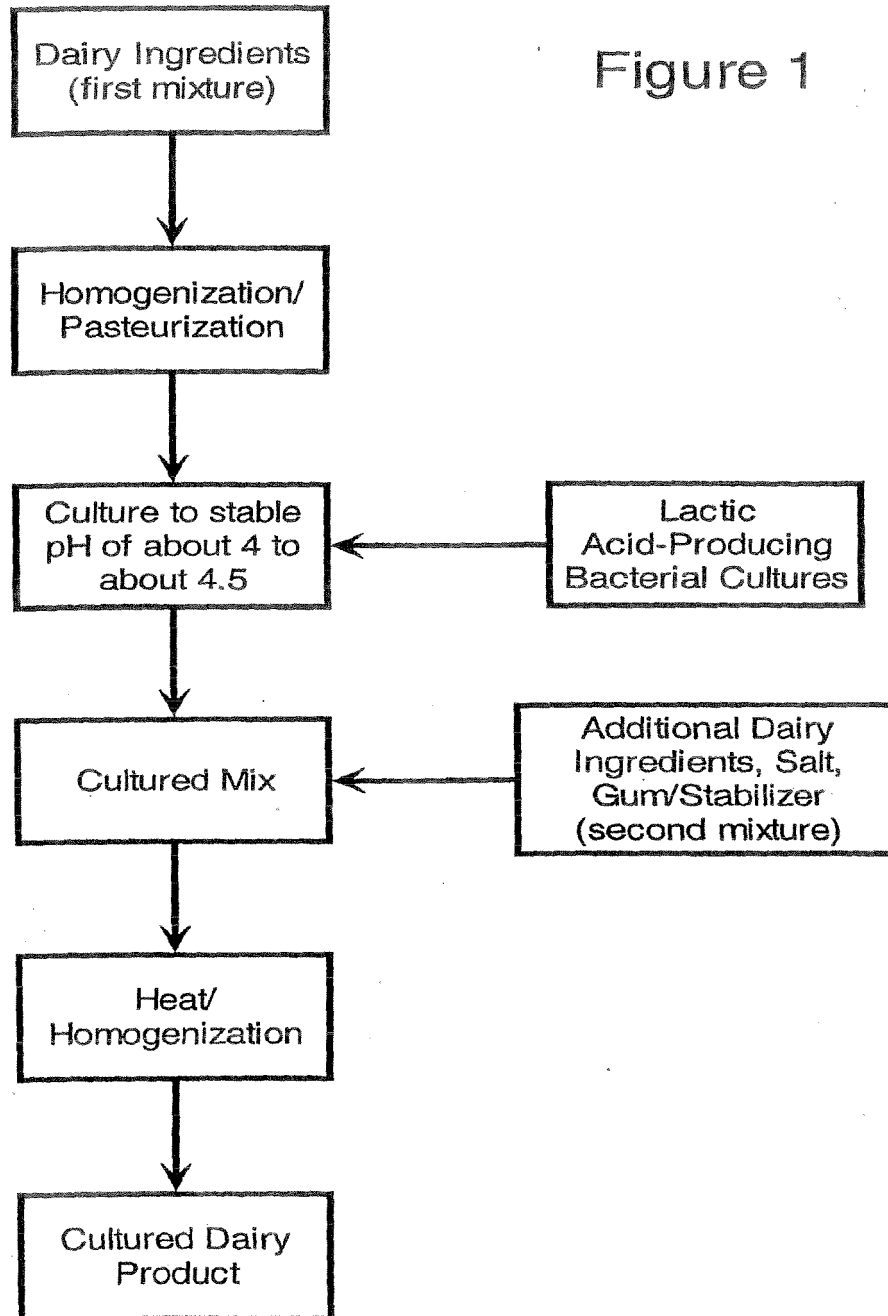 Figure 1
Dairy Ingredients
(first mixture)
Homogenization/
Pasteurization
Culture to stable
pH of about 4 to
about 4.5
Lactic
Acid-Producing
Bacterial Cultures
Cultured Mix
Additional Dairy
Ingredients, Salt,
Gum/Stabilizer
(second mixture)
Heat/
Homogenization
Cultured Dairy
Product